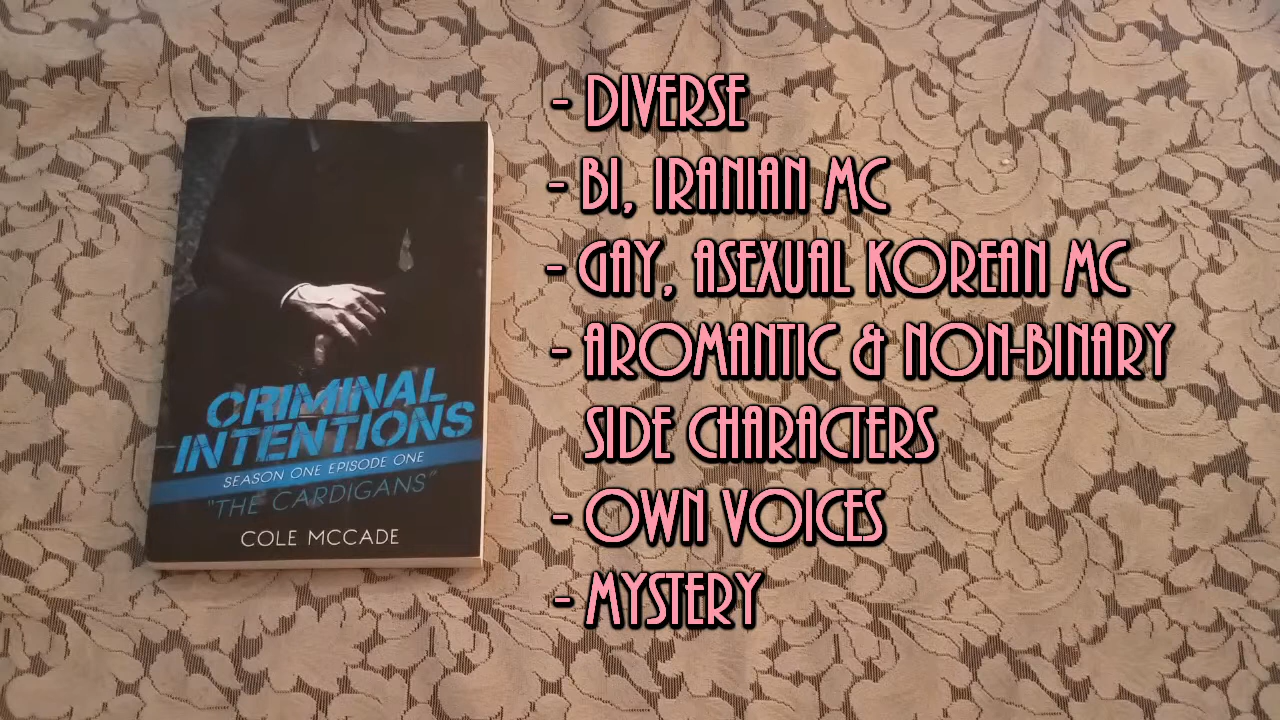 CRIMINAL
INTENTIONS
SEASON ONE EPISODE ONE
"THE CARDIGANS"
COLE MCCADE
- DIVERSE
- BI, IRANIAN MC
- GAY, ASEXUAL KOREAN MC
- AROMANTIC & NON-BINARY
SIDE CHARACTERS
- OWN VOICES
- MYSTERY